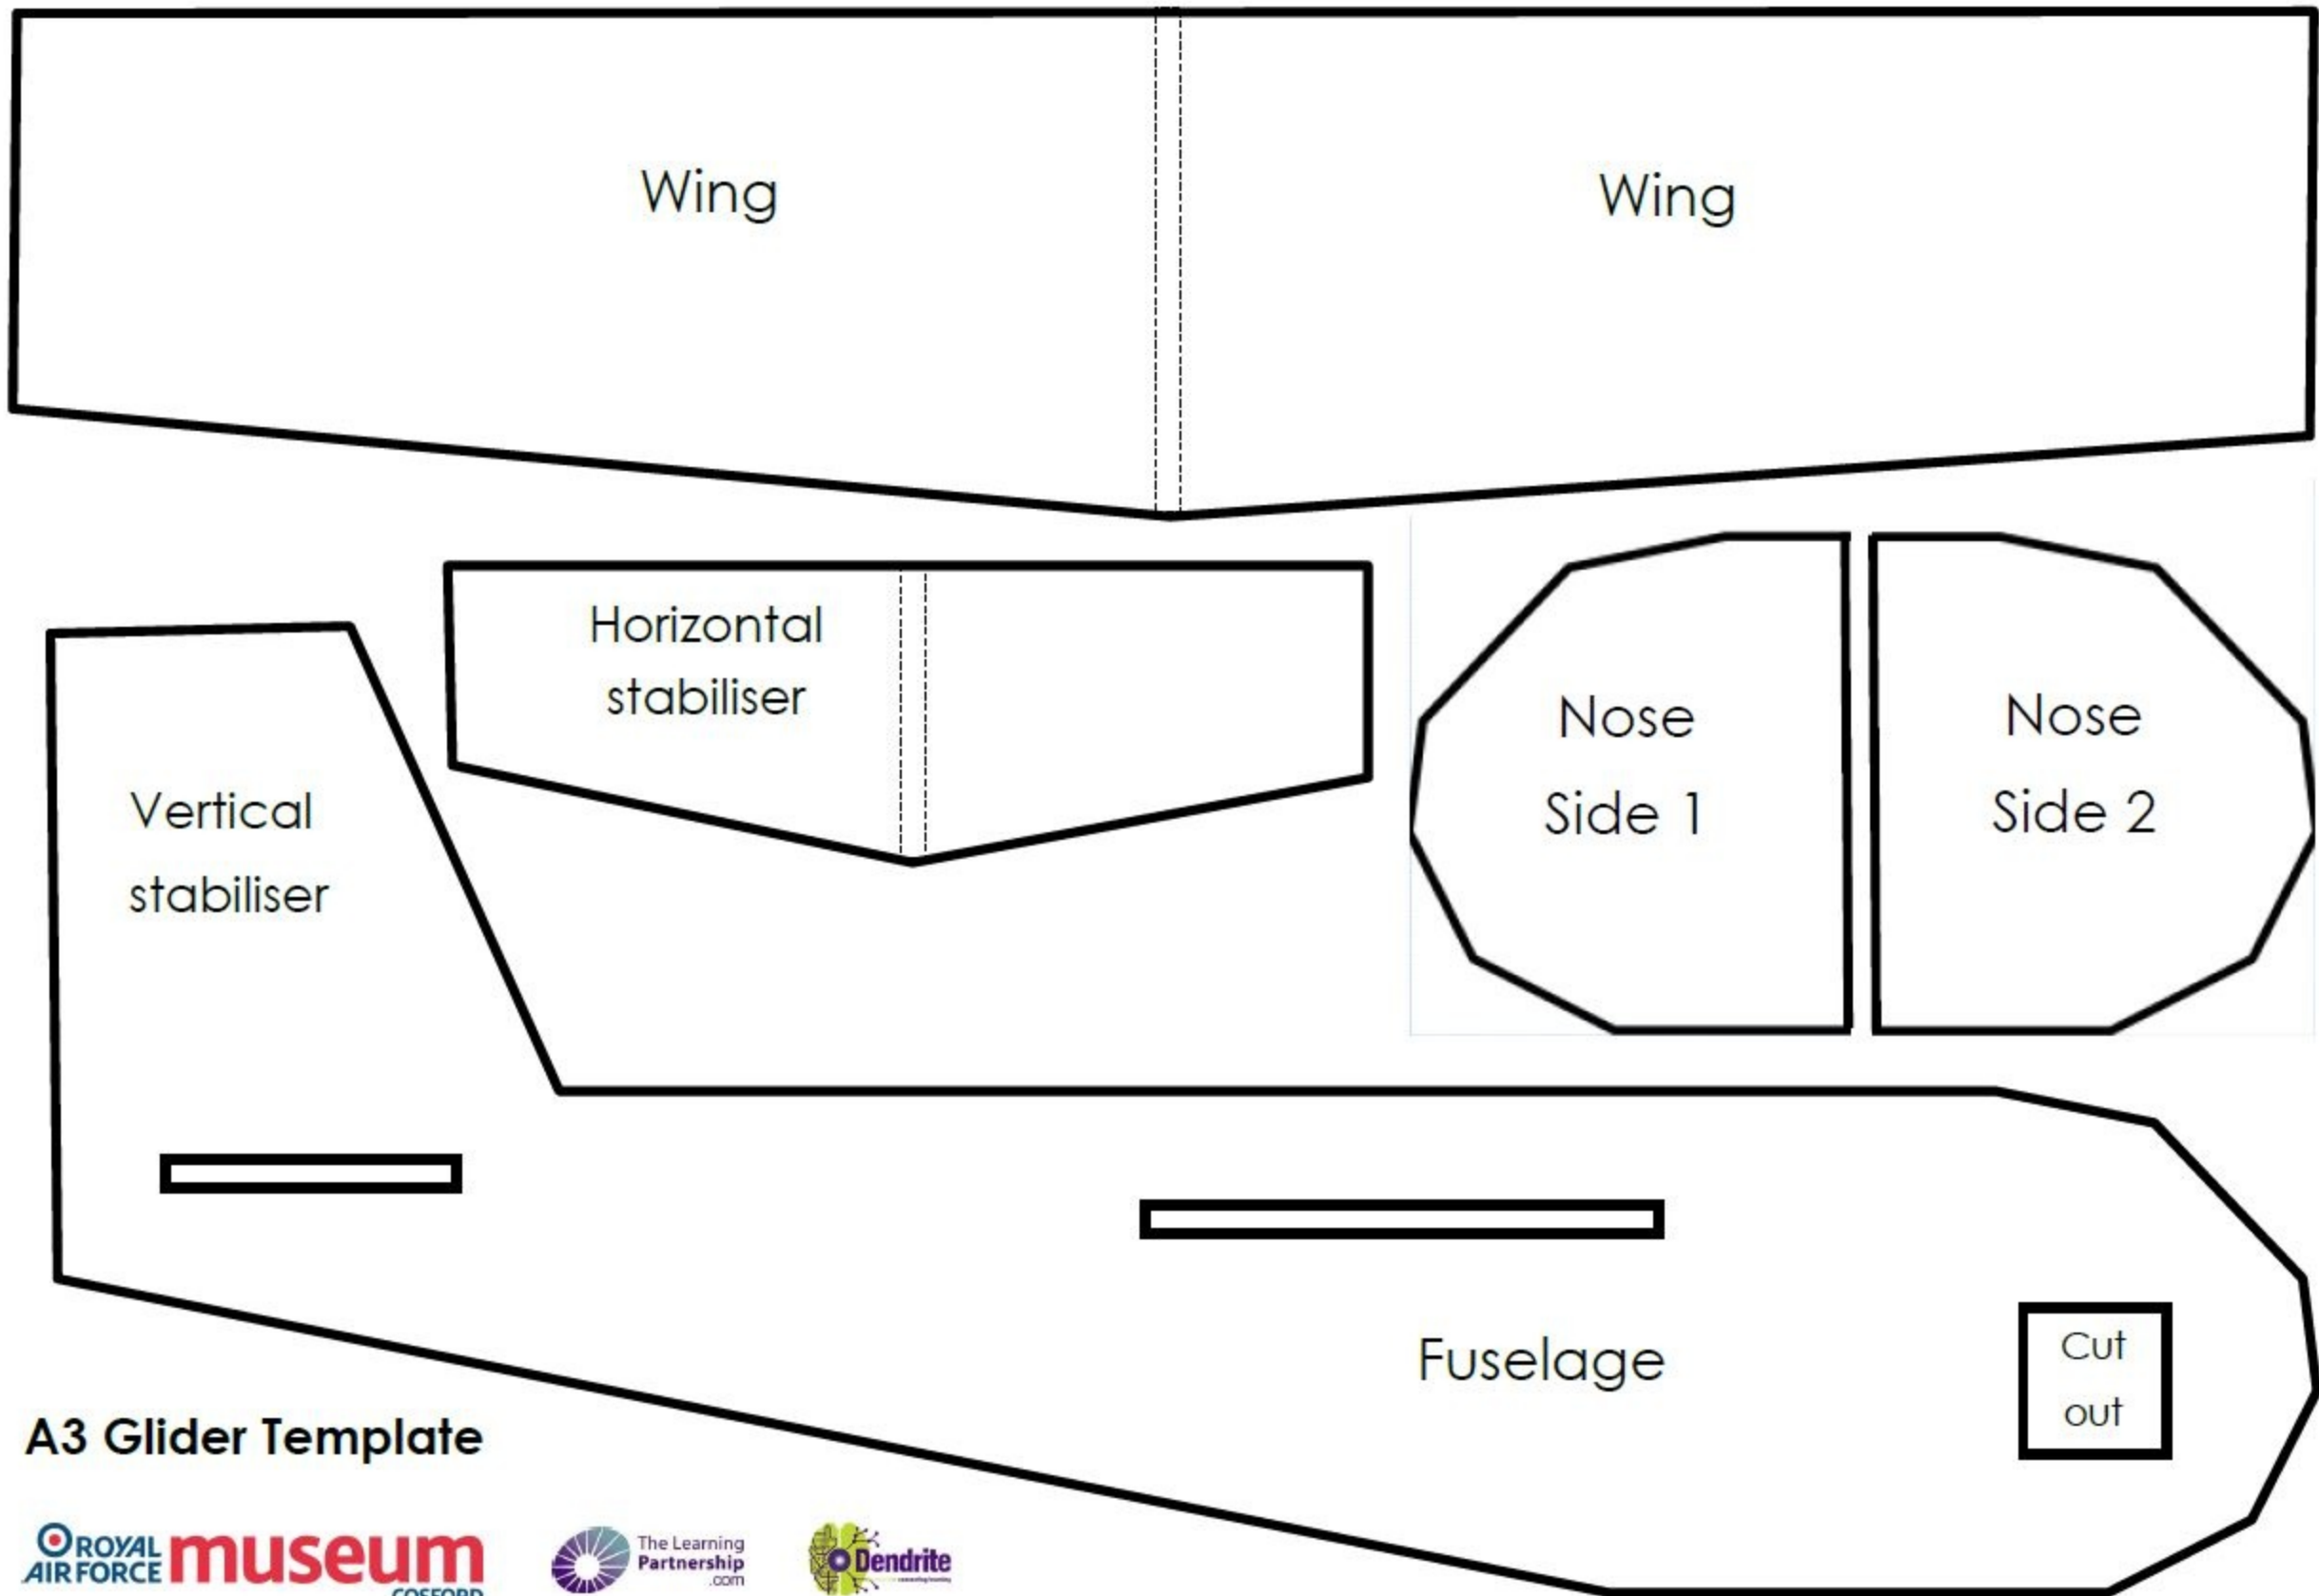 Wing
Wing
Horizontal
stabiliser
Nose
Side 1
Nose
Side 2
Vertical
stabiliser
Fuselage
Cut
out
A3 Glider Template
ROYAL
AIR FORCE
museum
COSFORD
The Learning
Partnership
.com
Dendrite